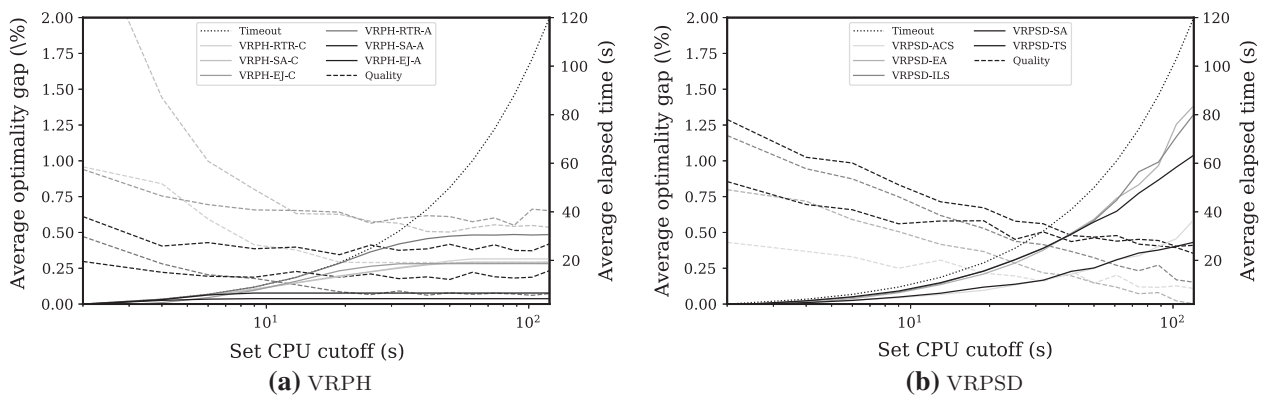 Average optimality gap (\%)
2.00
1.75
1.50
1.25
1.00
0.75
0.50
0.25
0.00
Timeout
VRPH-RTR-C
VRPH-SA-C
VRPH-EJ-C
VRPH-RTR-A
VRPH-SA-A
VRPH-EJ-A
Quality
120
100
80
60
40
20
Average elapsed time (s)
10¹
10²
Set CPU cutoff (s)
(a) VRPH
Average optimality gap (\%)
2.00
1.75
1.50
1.25
1.00
0.75
0.50
0.25
0.00
Timeout
VRPSD-ACS
VRPSD-EA
VRPSD-ILS
VRPSD-SA
VRPSD-TS
Quality
120
100
80
60
40
20
Average elapsed time (s)
10¹
10²
Set CPU cutoff (s)
(b) VRPSD